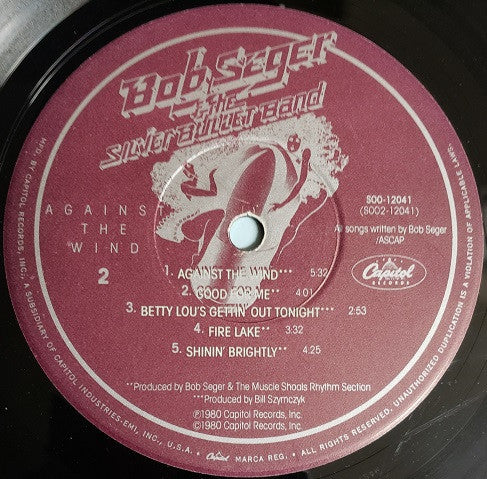 Bob Seger
& the
Silver Bullet Band
AGAINST
THE
WIND
2
SOO-12041
(SOO2-12041)
All songs written by Bob Seger
/ASCAP
Capitol
RECORDS
1. AGAINST THE WIND*** 5:32
2. GOOD FOR ME** 4:01
3. BETTY LOU'S GETTIN' OUT TONIGHT*** 2:53
4. FIRE LAKE** 3:32
5. SHININ' BRIGHTLY** 4:25
**Produced by Bob Seger & The Muscle Shoals Rhythm Section
***Produced by Bill Szymczyk
℗1980 Capitol Records, Inc.
©1980 Capitol Records, Inc.
MFD. BY CAPITOL RECORDS, INC., A SUBSIDIARY OF CAPITOL INDUSTRIES-EMI, INC., U.S.A. • Capitol MARCA REG. • ALL RIGHTS RESERVED. UNAUTHORIZED DUPLICATION IS A VIOLATION OF APPLICABLE LAWS.